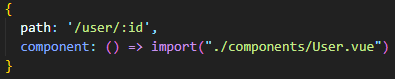 {
  path: '/user/:id',
  component: () => import("./components/User.vue")
}